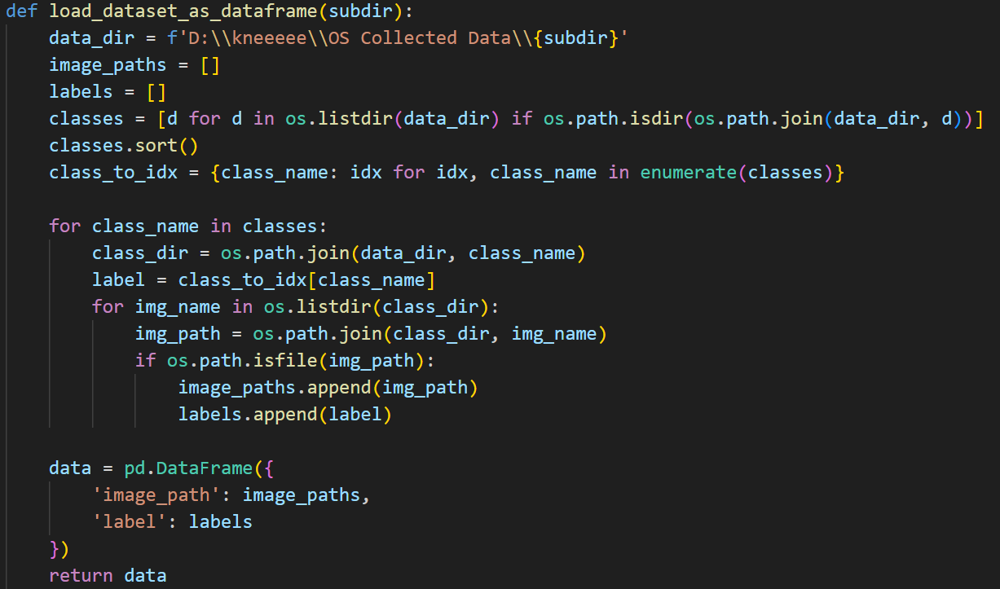 def load_dataset_as_dataframe(subdir):
    data_dir = f'D:\\kneeeee\\OS Collected Data\\{subdir}'
    image_paths = []
    labels = []
    classes = [d for d in os.listdir(data_dir) if os.path.isdir(os.path.join(data_dir, d))]
    classes.sort()
    class_to_idx = {class_name: idx for idx, class_name in enumerate(classes)}

    for class_name in classes:
        class_dir = os.path.join(data_dir, class_name)
        label = class_to_idx[class_name]
        for img_name in os.listdir(class_dir):
            img_path = os.path.join(class_dir, img_name)
            if os.path.isfile(img_path):
                image_paths.append(img_path)
                labels.append(label)

    data = pd.DataFrame({
        'image_path': image_paths,
        'label': labels
    })
    return data